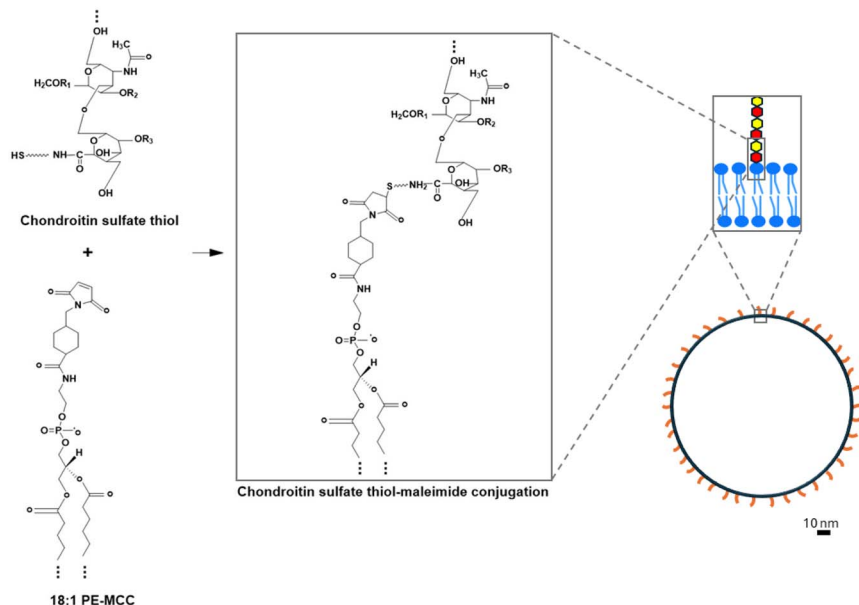 OH
H₃C
O
O
NH
H₂COR₁
OR₂
O
O
OR₃
HS
NH
C
OH
O
OH
Chondroitin sulfate thiol
+
O
N
O
O
NH
O
O=P
O
O
H
O
O
O
O
18:1 PE-MCC
OH
H₃C
O
O
NH
H₂COR₁
OR₂
O
O
OR₃
S
NH₂
C
OH
O
O
N
O
OH
O
NH
O
O=P
O
O
H
O
O
O
O
Chondroitin sulfate thiol-maleimide conjugation
10 nm